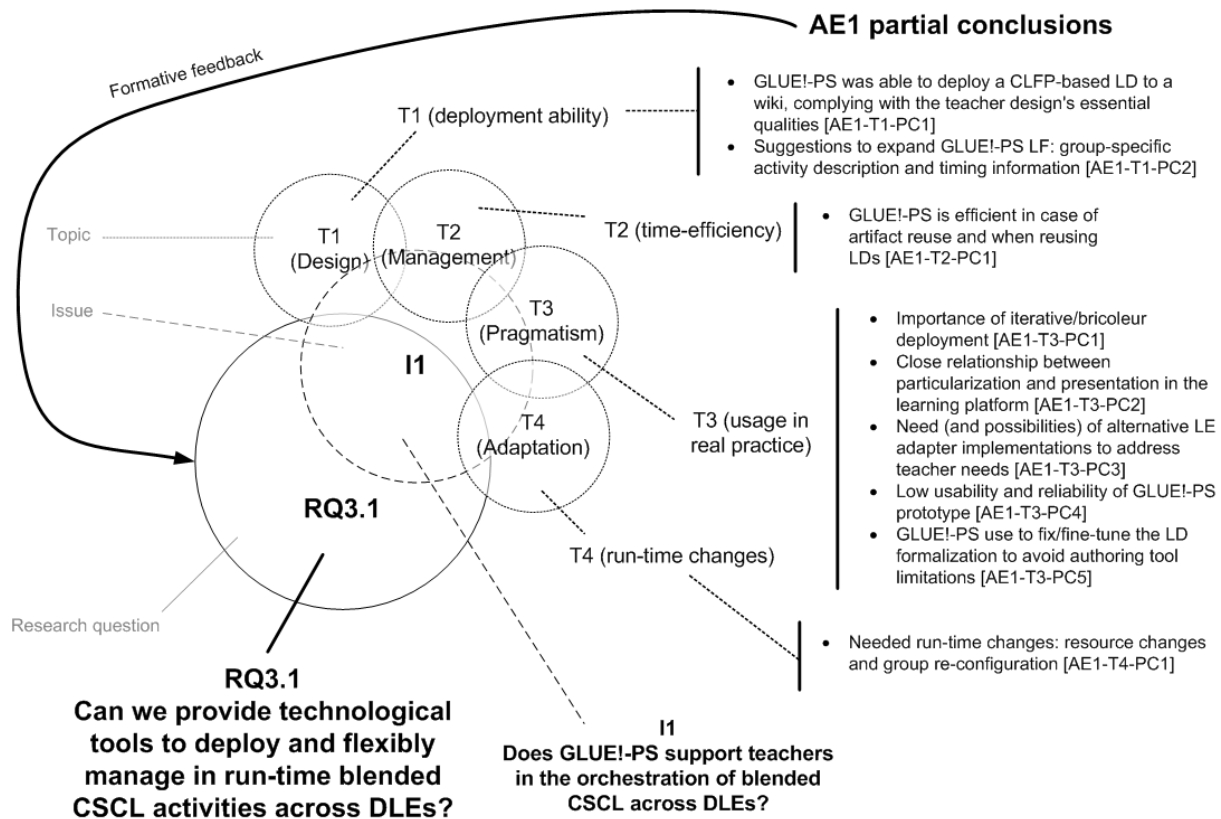 AE1 partial conclusions
Formative feedback
• GLUE!-PS was able to deploy a CLFP-based LD to a
wiki, complying with the teacher design's essential
qualities [AE1-T1-PC1]
• Suggestions to expand GLUE!-PS LF: group-specific
activity description and timing information [AE1-T1-PC2]
T1 (deployment ability)
T2 (time-efficiency)
• GLUE!-PS is efficient in case of
artifact reuse and when reusing
LDs [AE1-T2-PC1]
Topic
T1
(Design)
T2
(Management)
Issue
T3
(Pragmatism)
I1
T4
(Adaptation)
T3 (usage in
real practice)
• Importance of iterative/bricoleur
deployment [AE1-T3-PC1]
• Close relationship between
particularization and presentation in the
learning platform [AE1-T3-PC2]
• Need (and possibilities) of alternative LE
adapter implementations to address
teacher needs [AE1-T3-PC3]
• Low usability and reliability of GLUE!-PS
prototype [AE1-T3-PC4]
• GLUE!-PS use to fix/fine-tune the LD
formalization to avoid authoring tool
limitations [AE1-T3-PC5]
RQ3.1
T4 (run-time changes)
Research question
• Needed run-time changes: resource changes
and group re-configuration [AE1-T4-PC1]
RQ3.1
Can we provide technological
tools to deploy and flexibly
manage in run-time blended
CSCL activities across DLEs?
I1
Does GLUE!-PS support teachers
in the orchestration of blended
CSCL across DLEs?